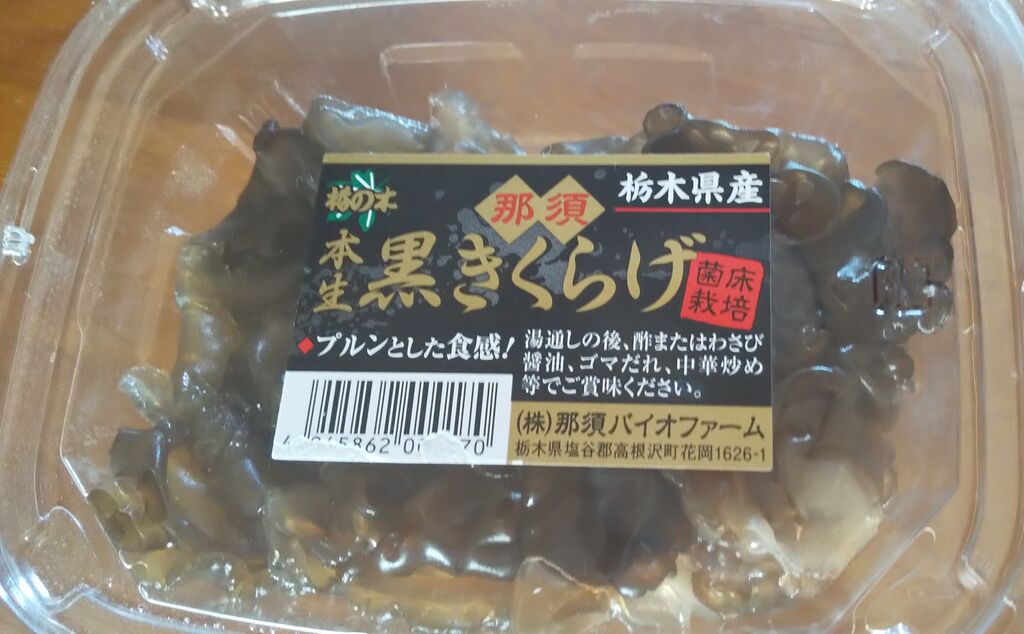 栃の木
那須
栃木県産
本生
黒きくらげ
菌床
栽培
◆プルンとした食感!
湯通しの後、酢またはわさび
醤油、ゴマだれ、中華炒め
等でご賞味ください。
(株)那須バイオファーム
栃木県塩谷郡高根沢町花岡1626-1